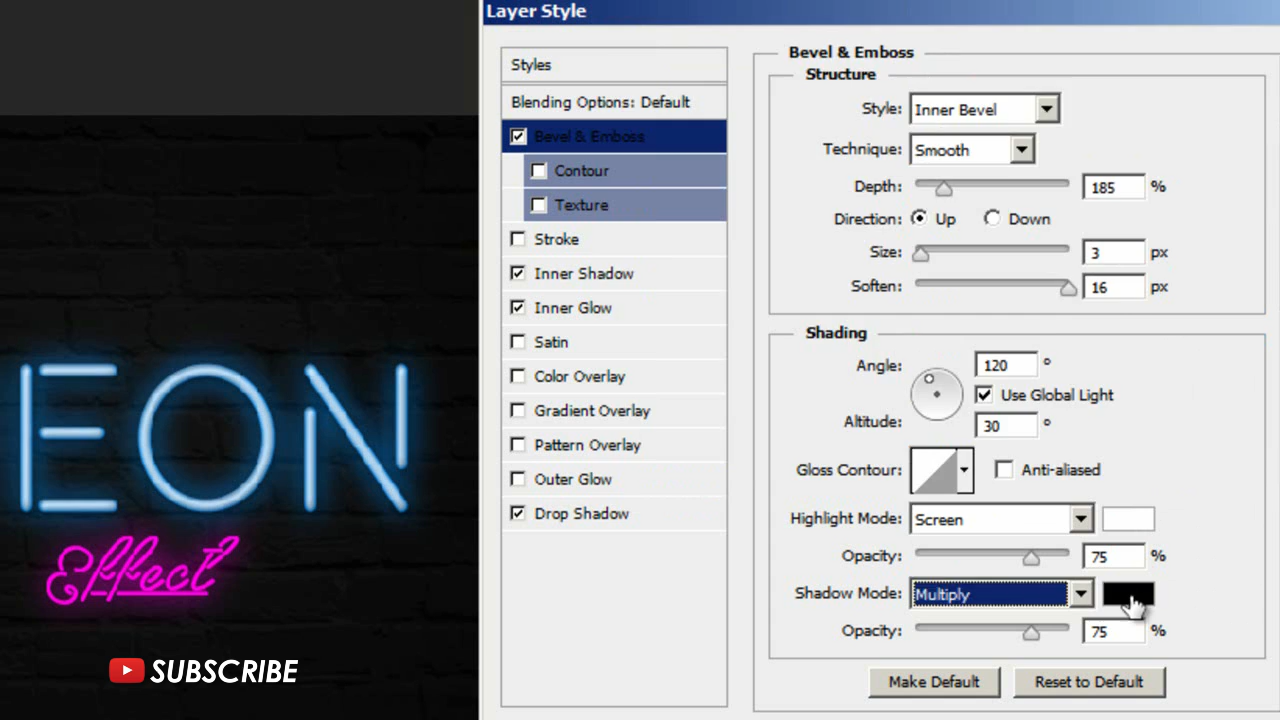 Layer Style
Styles
Blending Options: Default
Bevel & Emboss
Contour
Texture
Stroke
Inner Shadow
Inner Glow
Satin
Color Overlay
Gradient Overlay
Pattern Overlay
Outer Glow
Drop Shadow
Bevel & Emboss
Structure
Style: Inner Bevel
Technique: Smooth
Depth: 185 %
Direction: Up Down
Size: 3 px
Soften: 16 px
Shading
Angle: 120 °
Use Global Light
Altitude: 30 °
Gloss Contour: Anti-aliased
Highlight Mode: Screen
Opacity: 75 %
Shadow Mode: Multiply
Opacity: 75 %
Make Default Reset to Default
EON
Effect
SUBSCRIBE